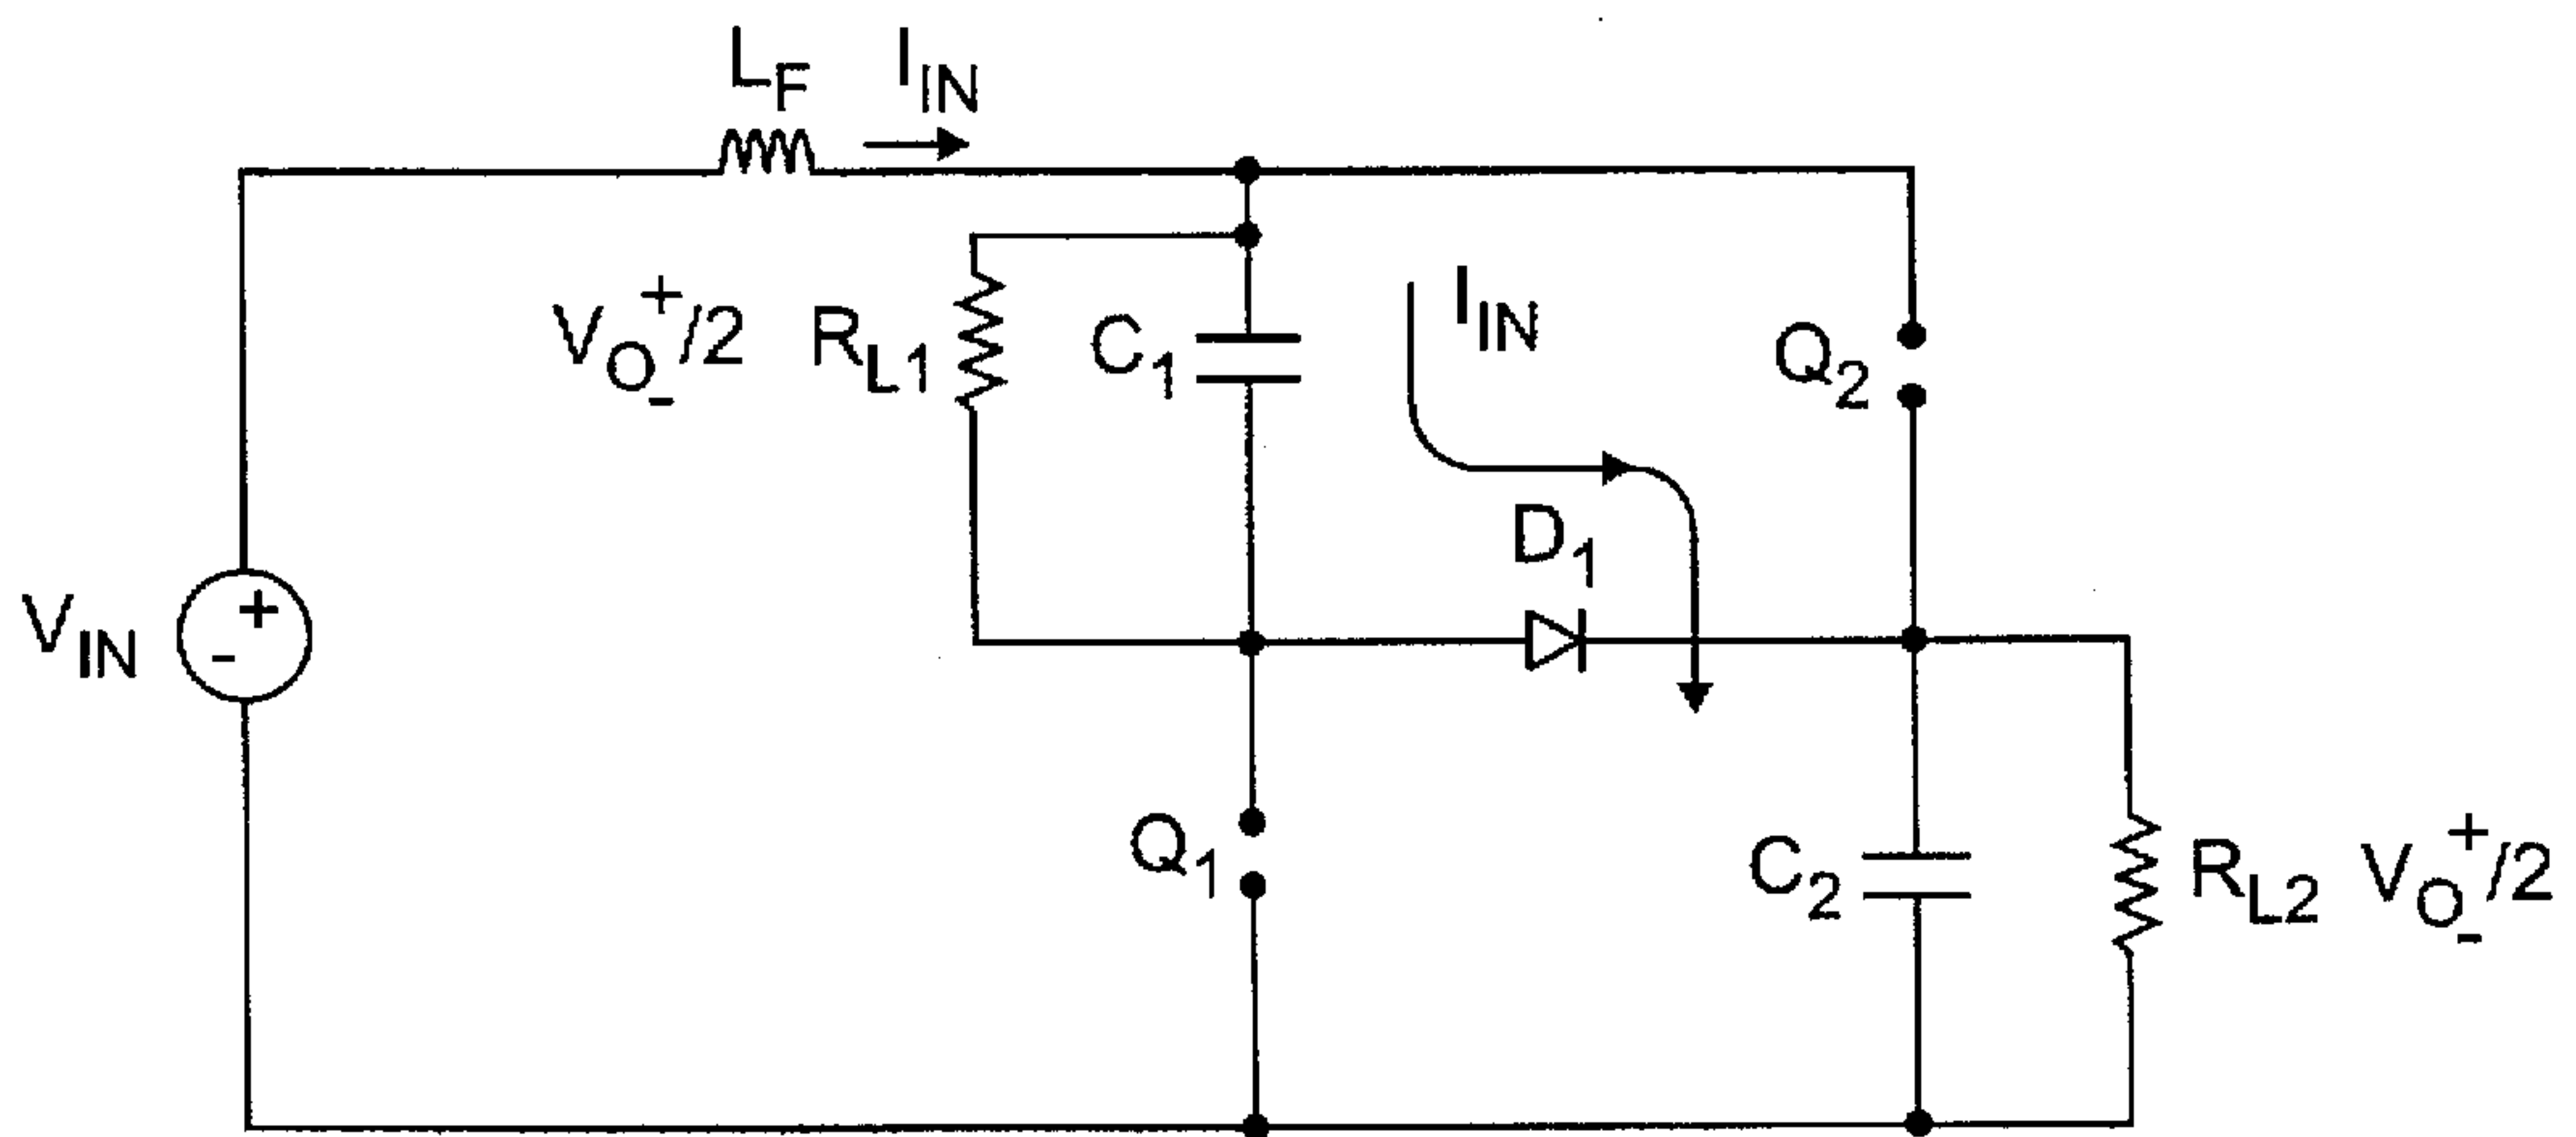 L_F I_IN
V_O^+_-/2 R_L1 C_1 I_IN Q_2
D_1
V_IN + -
Q_1 C_2 R_L2 V_O^+_-/2